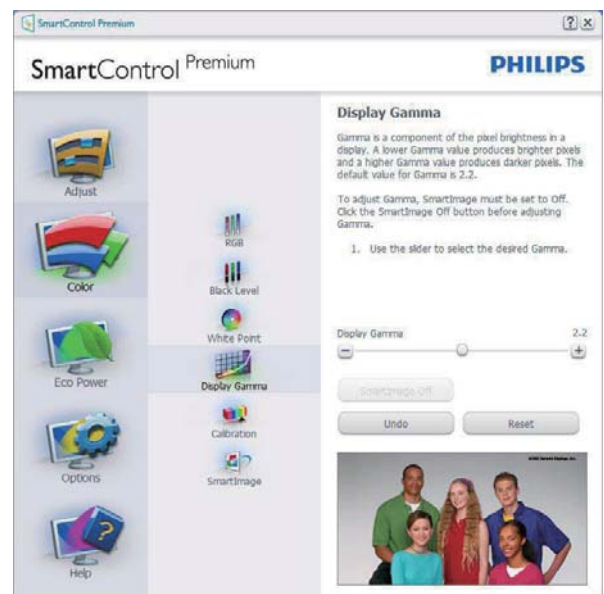 SmartControl Premium
? x
SmartControl Premium
PHILIPS
Adjust
Color
Eco Power
Options
Help
RGB
Black Level
White Point
Display Gamma
Calibration
SmartImage
Display Gamma
Gamma is a component of the pixel brightness in a
display. A lower Gamma value produces brighter pixels
and a higher Gamma value produces darker pixels. The
default value for Gamma is 2.2.
To adjust Gamma, SmartImage must be set to Off.
Click the SmartImage Off button before adjusting
Gamma.
1. Use the slider to select the desired Gamma.
Display Gamma 2.2
SmartImage Off
Undo Reset